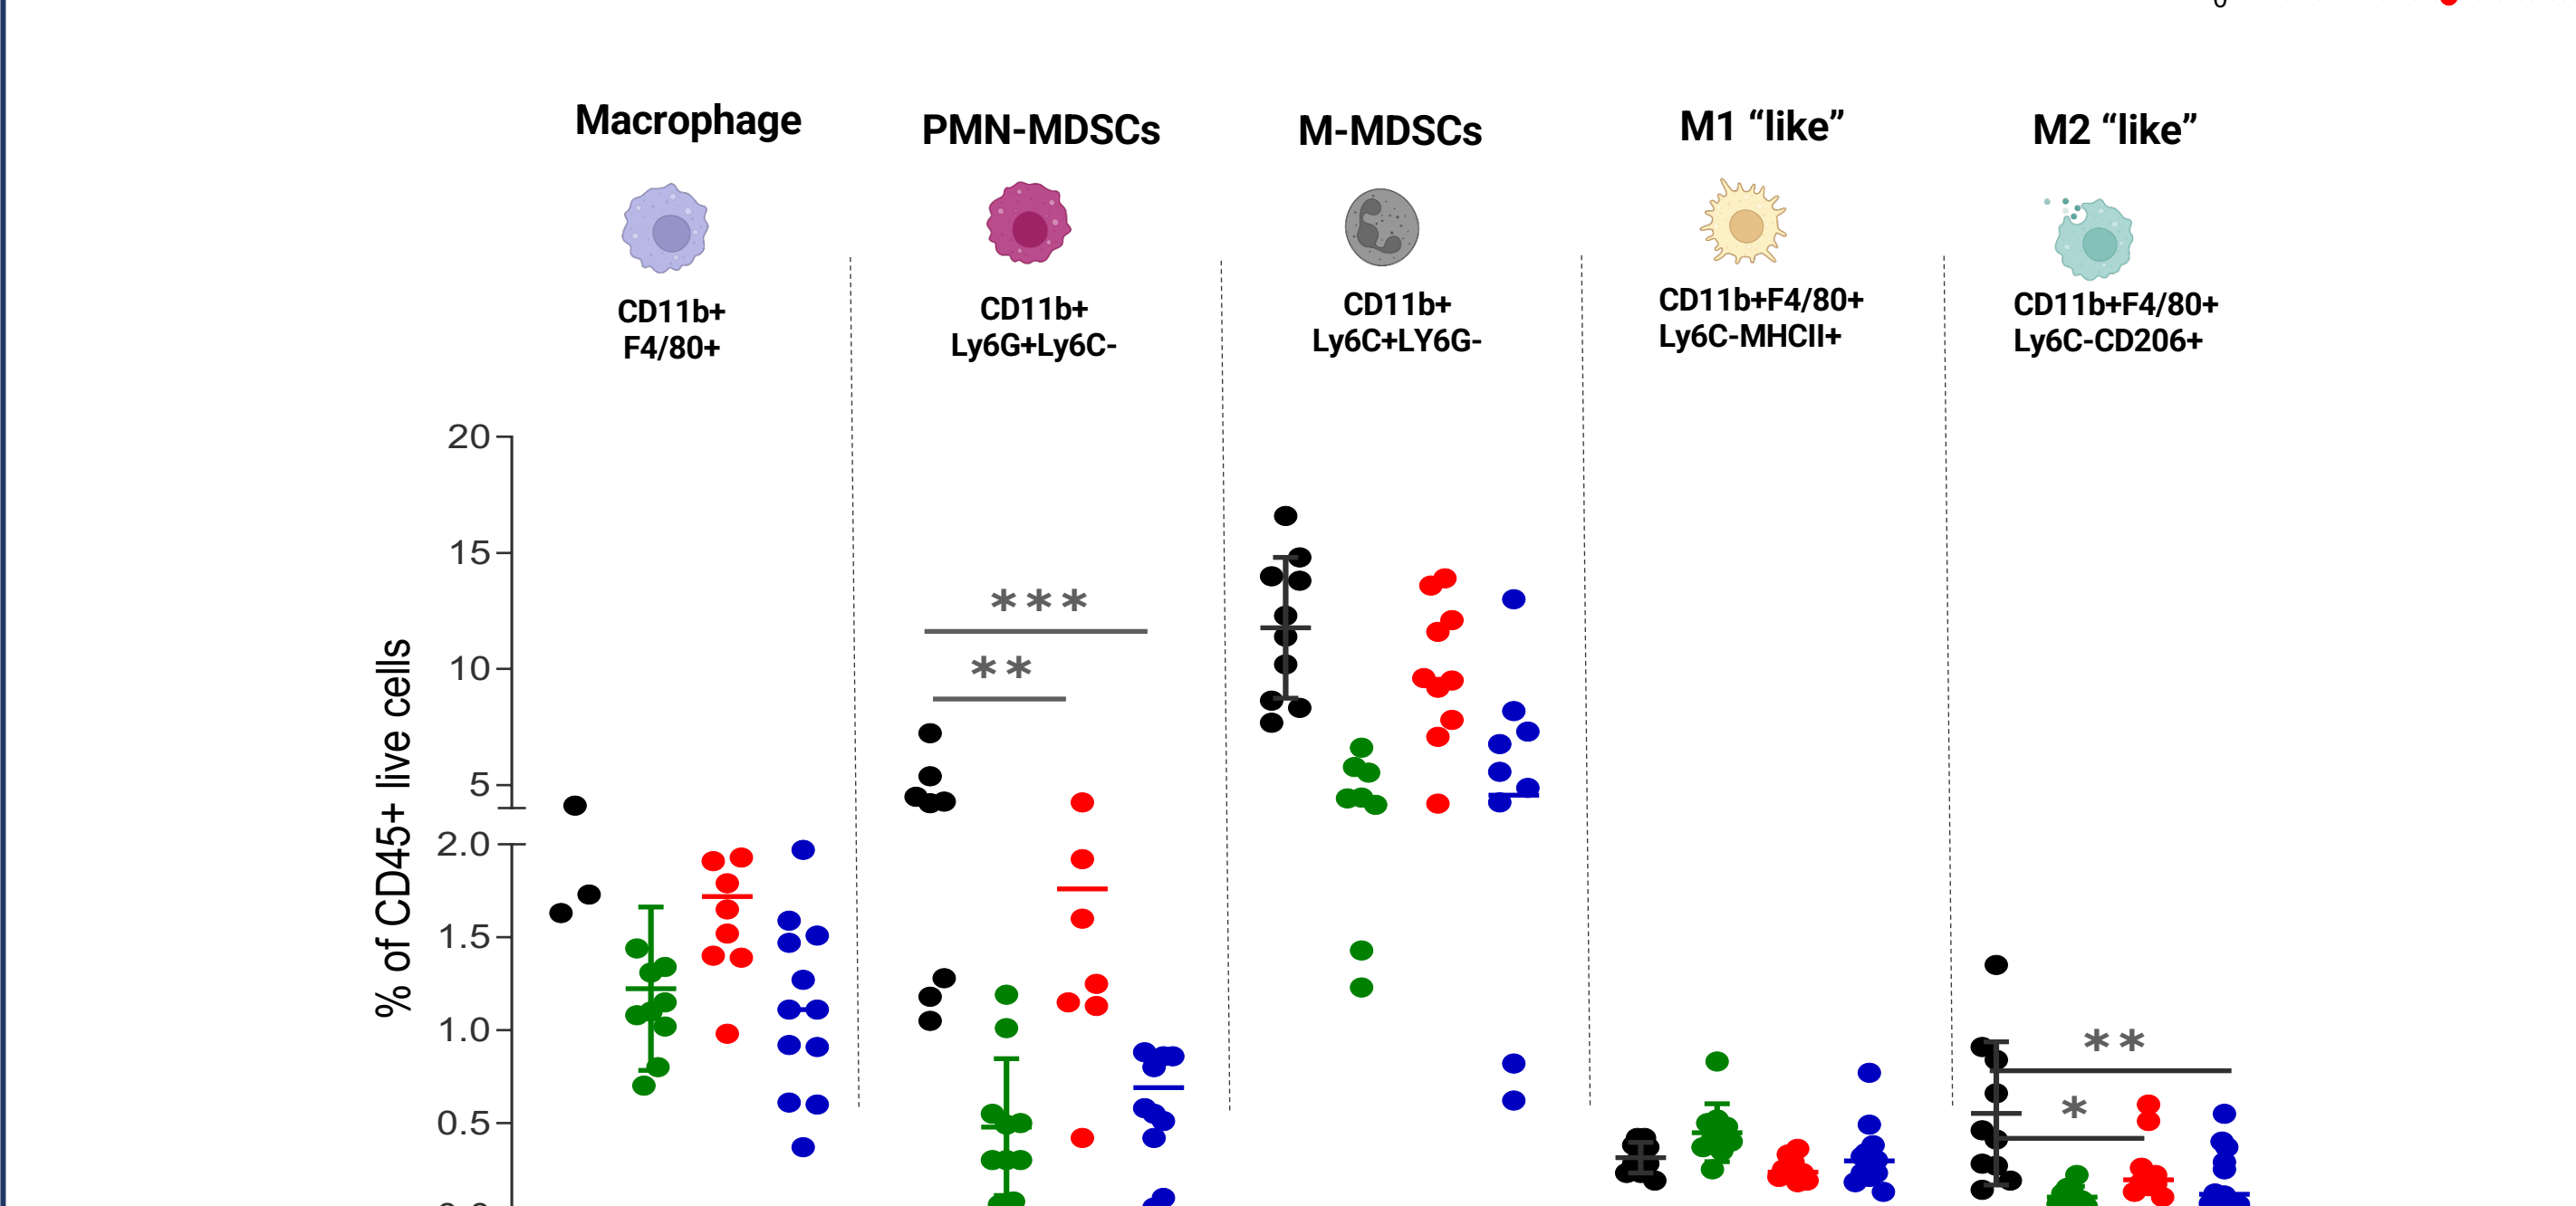 0
Macrophage
PMN-MDSCs
M-MDSCs
M1 “like”
M2 “like”
CD11b+
F4/80+
CD11b+
Ly6G+Ly6C-
CD11b+
Ly6C+LY6G-
CD11b+F4/80+
Ly6C-MHCII+
CD11b+F4/80+
Ly6C-CD206+
% of CD45+ live cells
20
15
10
5
2.0
1.5
1.0
0.5
***
**
**
*